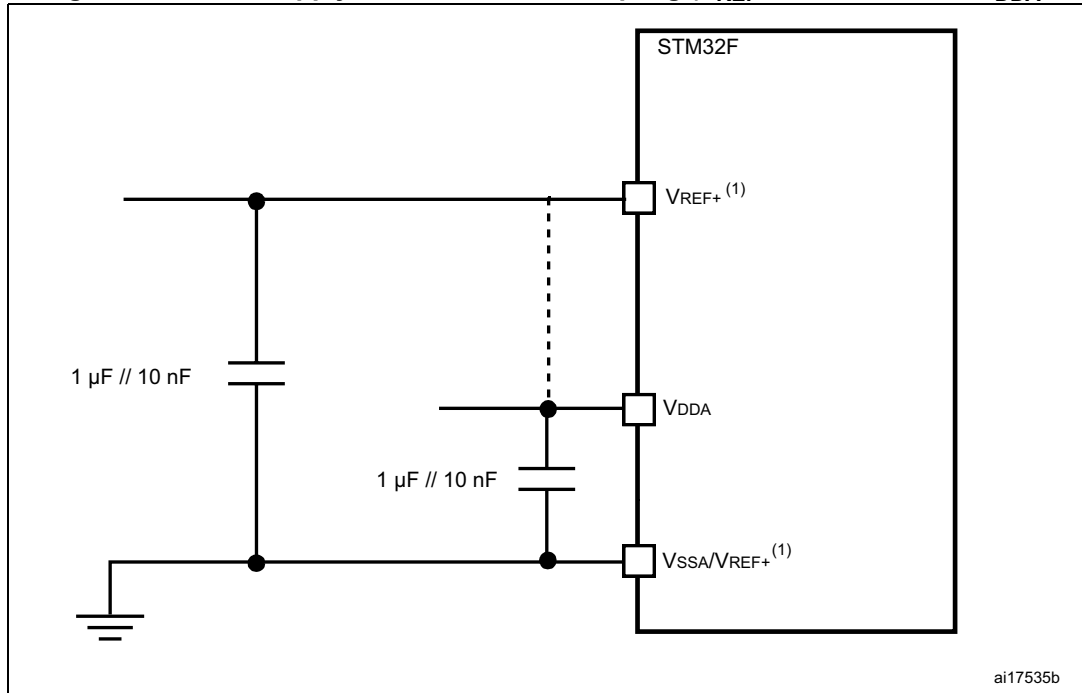 STM32F
VREF+ (1)
1 µF // 10 nF
VDDA
1 µF // 10 nF
VSSA/VREF+ (1)
ai17535b